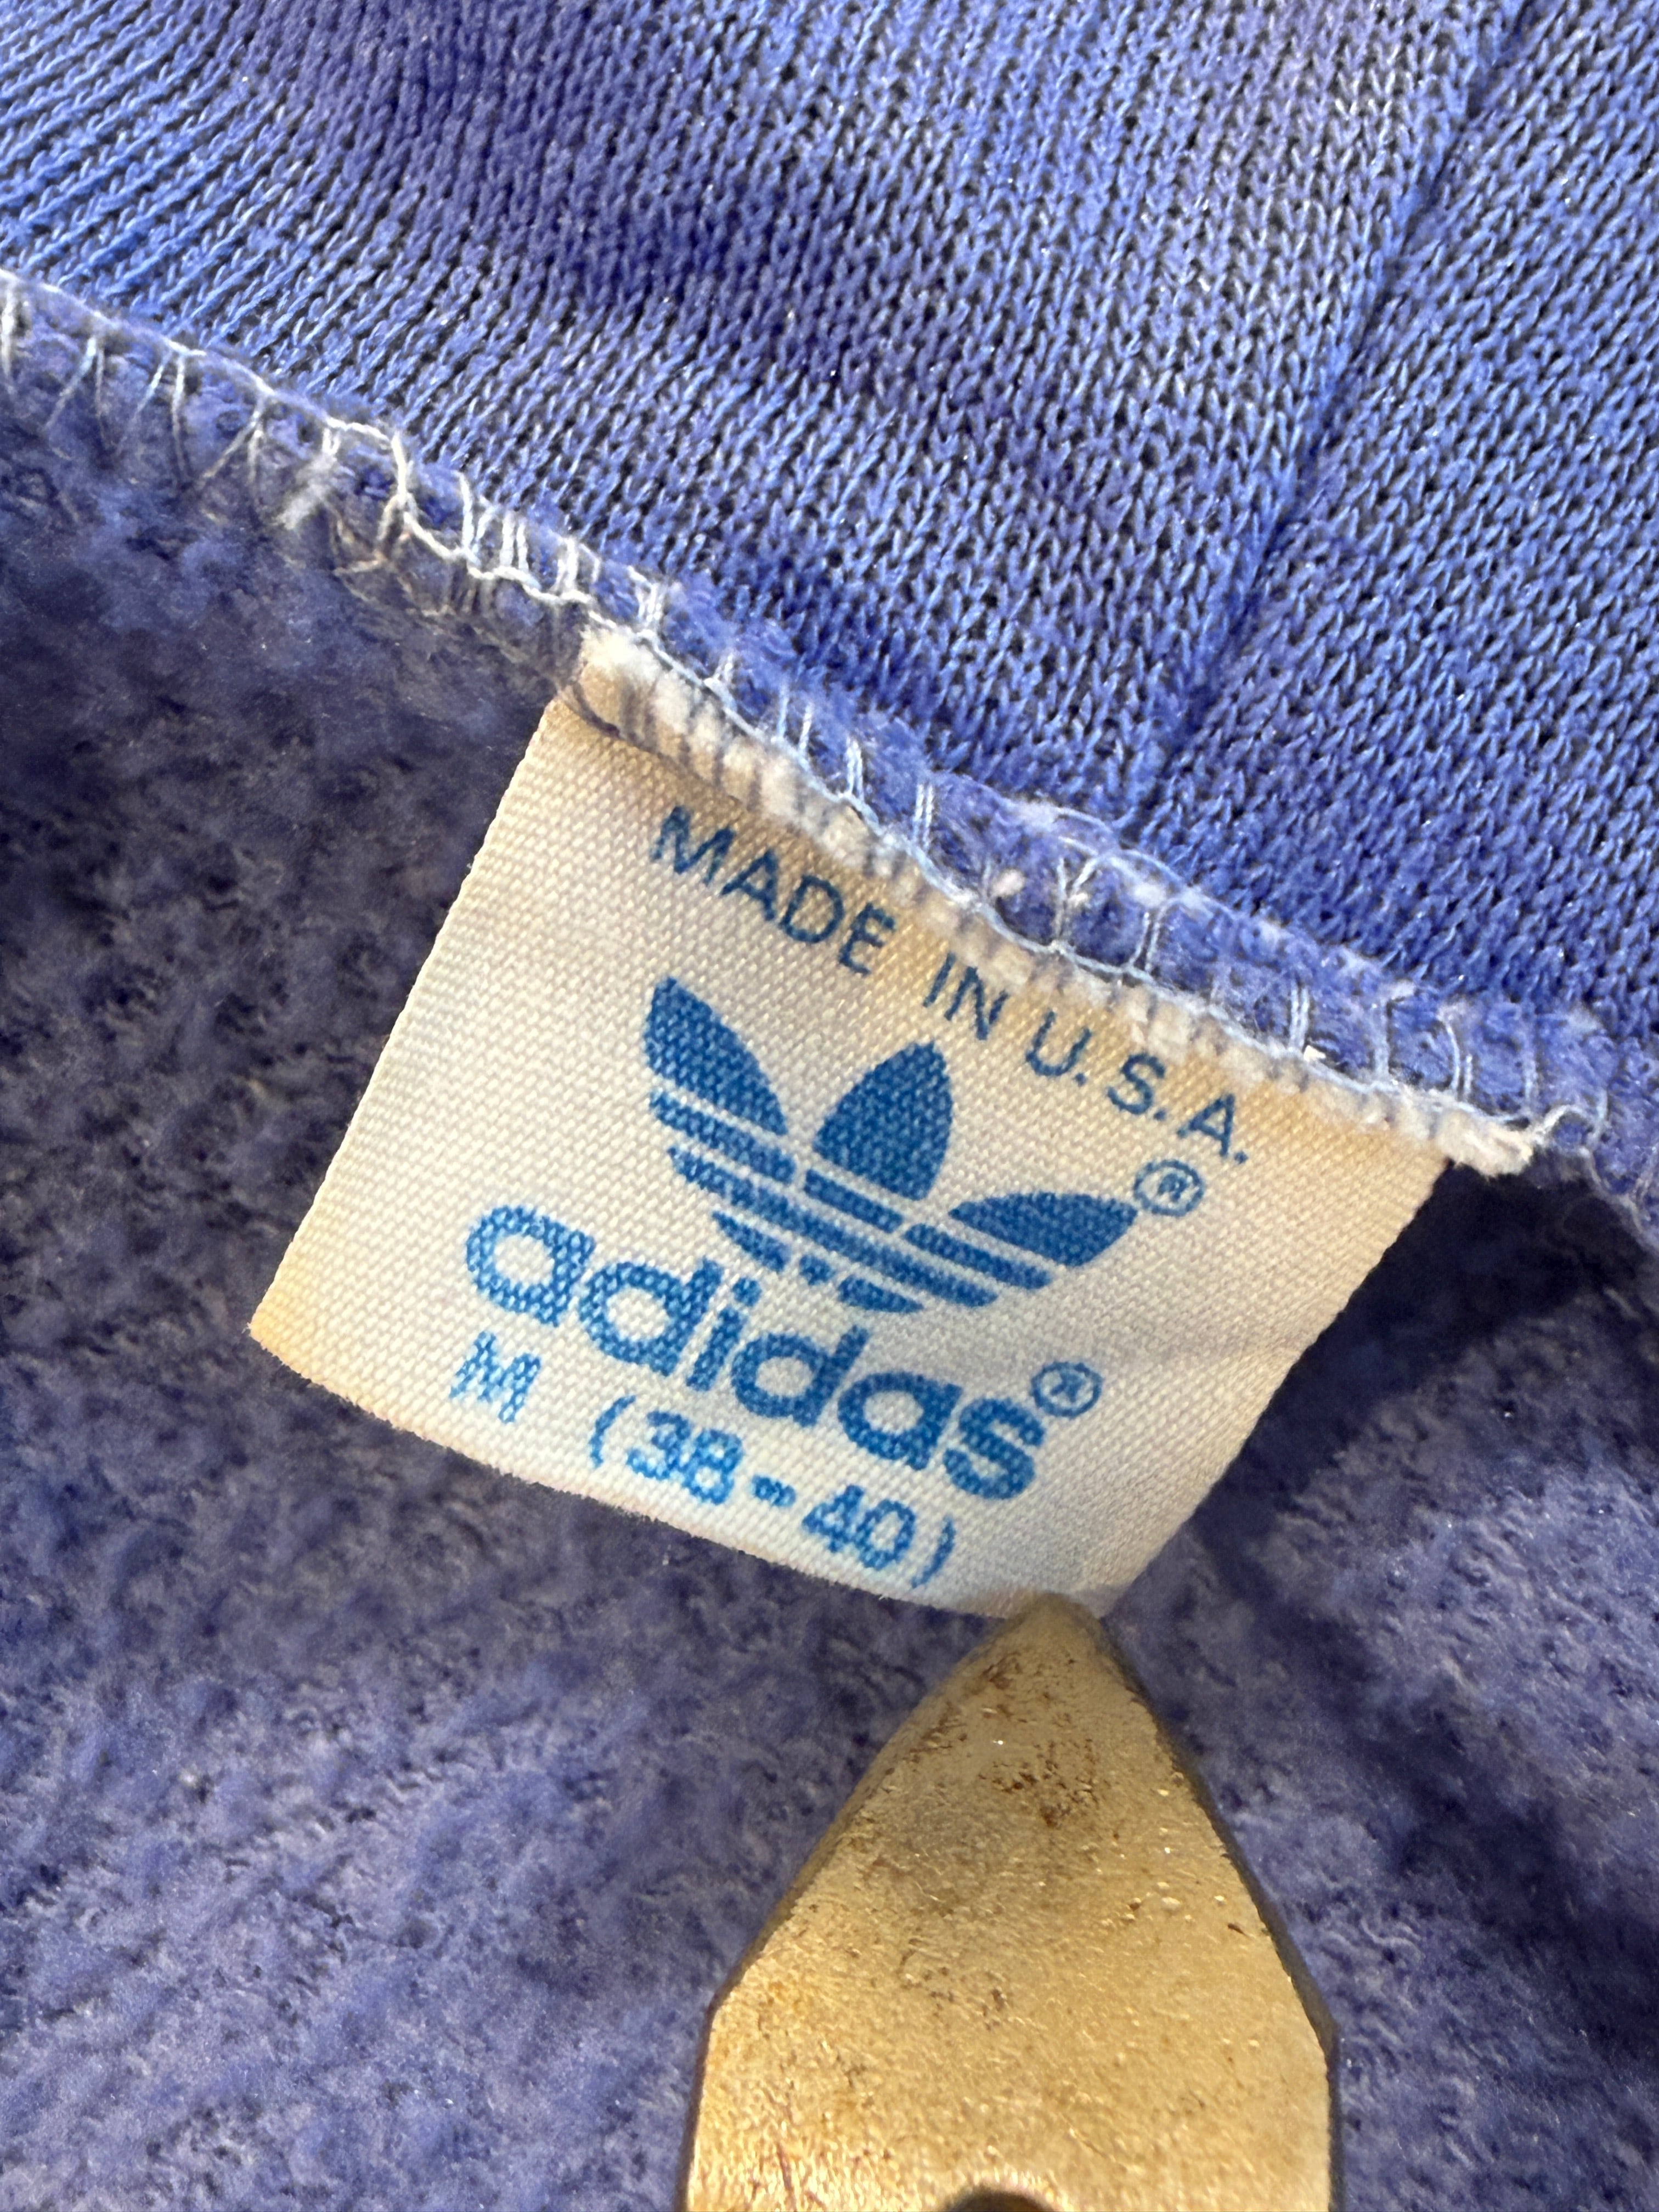 MADE IN U.S.A.
®
adidas®
M (38-40)